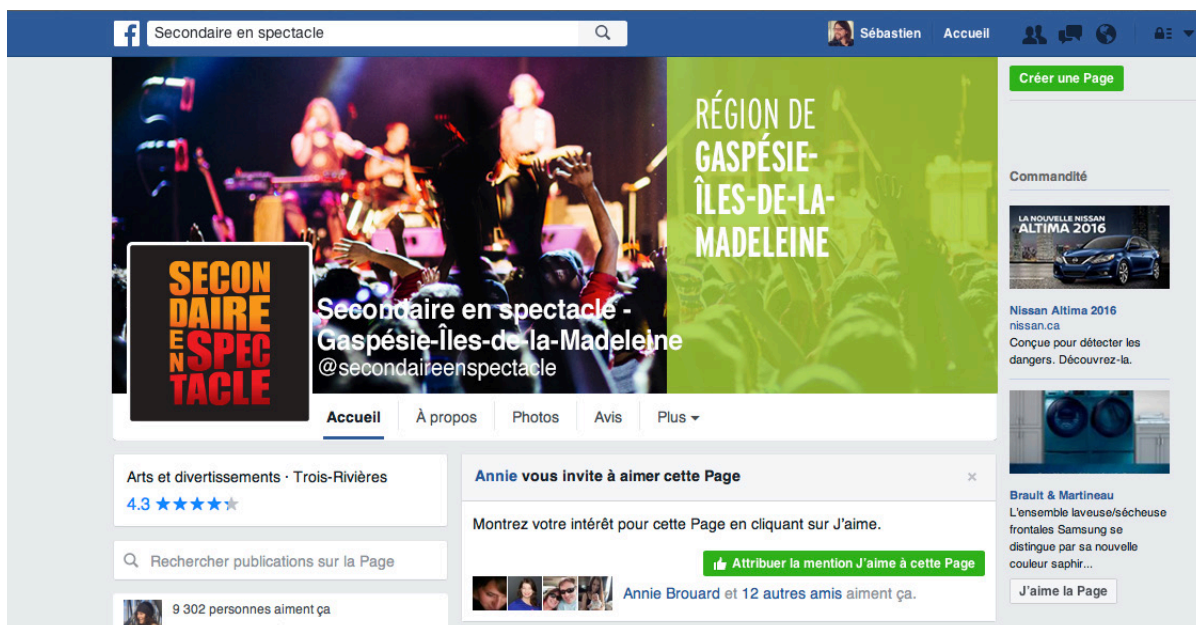 f
Secondaire en spectacle
Sébastien
Accueil
Créer une Page
RÉGION DE
GASPÉSIE-
ÎLES-DE-LA-
MADELEINE
SECON
DAIRE
EN SPEC
TACLE
Secondaire en spectacle -
Gaspésie-Îles-de-la-Madeleine
@secondaireenspectacle
Accueil
À propos
Photos
Avis
Plus
Arts et divertissements · Trois-Rivières
4.3
Rechercher publications sur la Page
9 302 personnes aiment ça
Annie vous invite à aimer cette Page
Montrez votre intérêt pour cette Page en cliquant sur J'aime.
Attribuer la mention J'aime à cette Page
Annie Brouard et 12 autres amis aiment ça.
Commandité
LA NOUVELLE NISSAN
ALTIMA 2016
Nissan Altima 2016
nissan.ca
Conçue pour détecter les
dangers. Découvrez-la.
Brault & Martineau
L'ensemble laveuse/sécheuse
frontales Samsung se
distingue par sa nouvelle
couleur saphir...
J'aime la Page